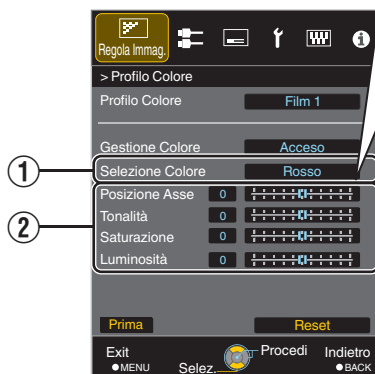 Regola Immag.
> Profilo Colore
Profilo Colore Film 1
Gestione Colore Acceso
① Selezione Colore Rosso
Posizione Asse 0
② Tonalità 0
Saturazione 0
Luminosità 0
Prima Reset
Exit Procedi Indietro
●MENU Selez. ●BACK